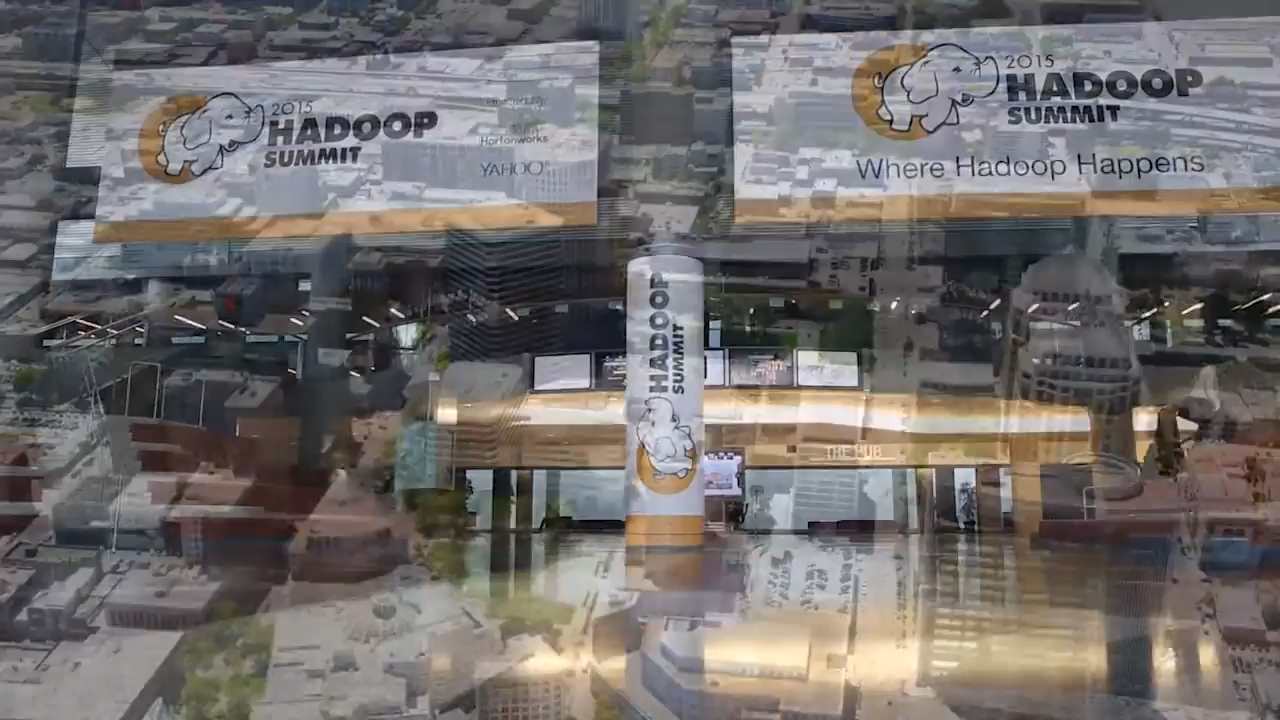 2015
HADOOP
SUMMIT
Hortonworks
YAHOO!
2015
HADOOP
SUMMIT
Where Hadoop Happens
HADOOP
SUMMIT
THE HUB